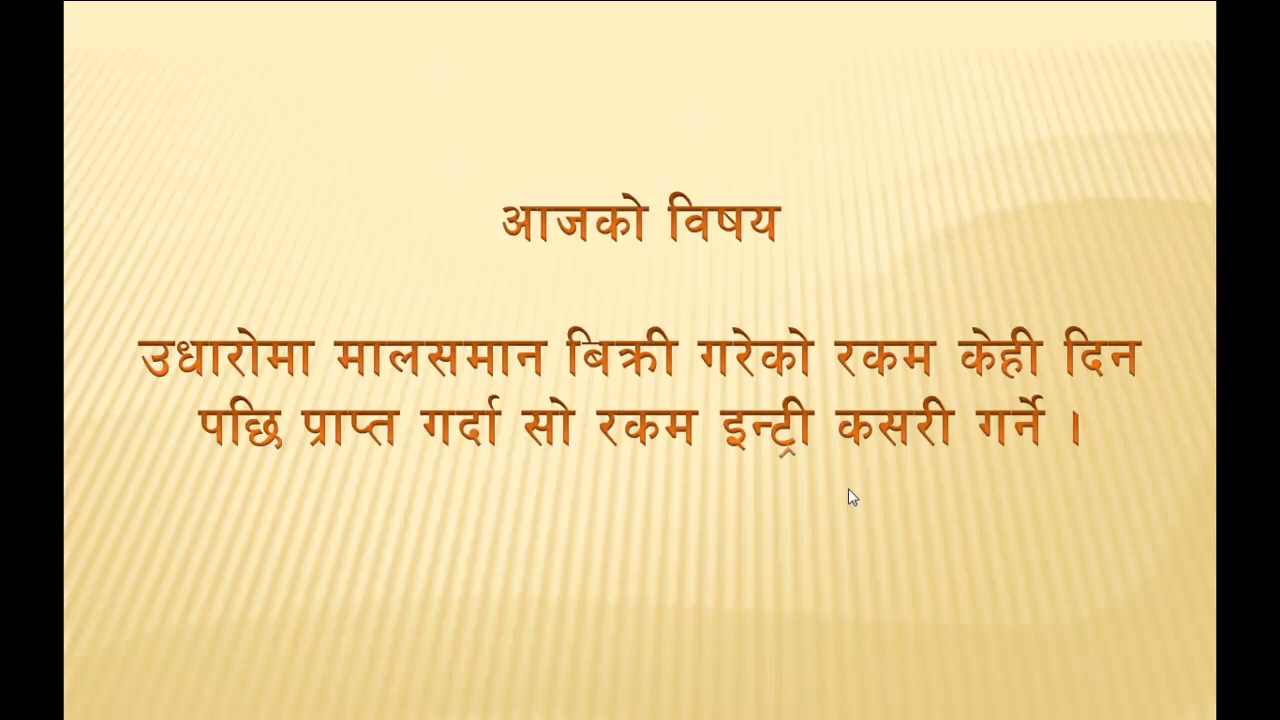 आजको विषय
उधारोमा मालसमान बिक्री गरेको रकम केही दिन
पछि प्राप्त गर्दा सो रकम इन्ट्री कसरी गर्ने ।